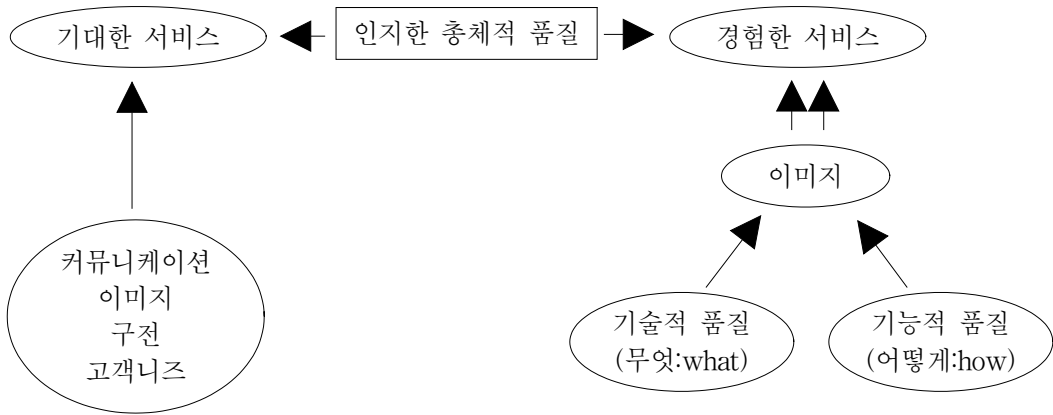 기대한 서비스
인지한 총체적 품질
경험한 서비스
이미지
커뮤니케이션
이미지
구전
고객니즈
기술적 품질
(무엇:what)
기능적 품질
(어떻게:how)